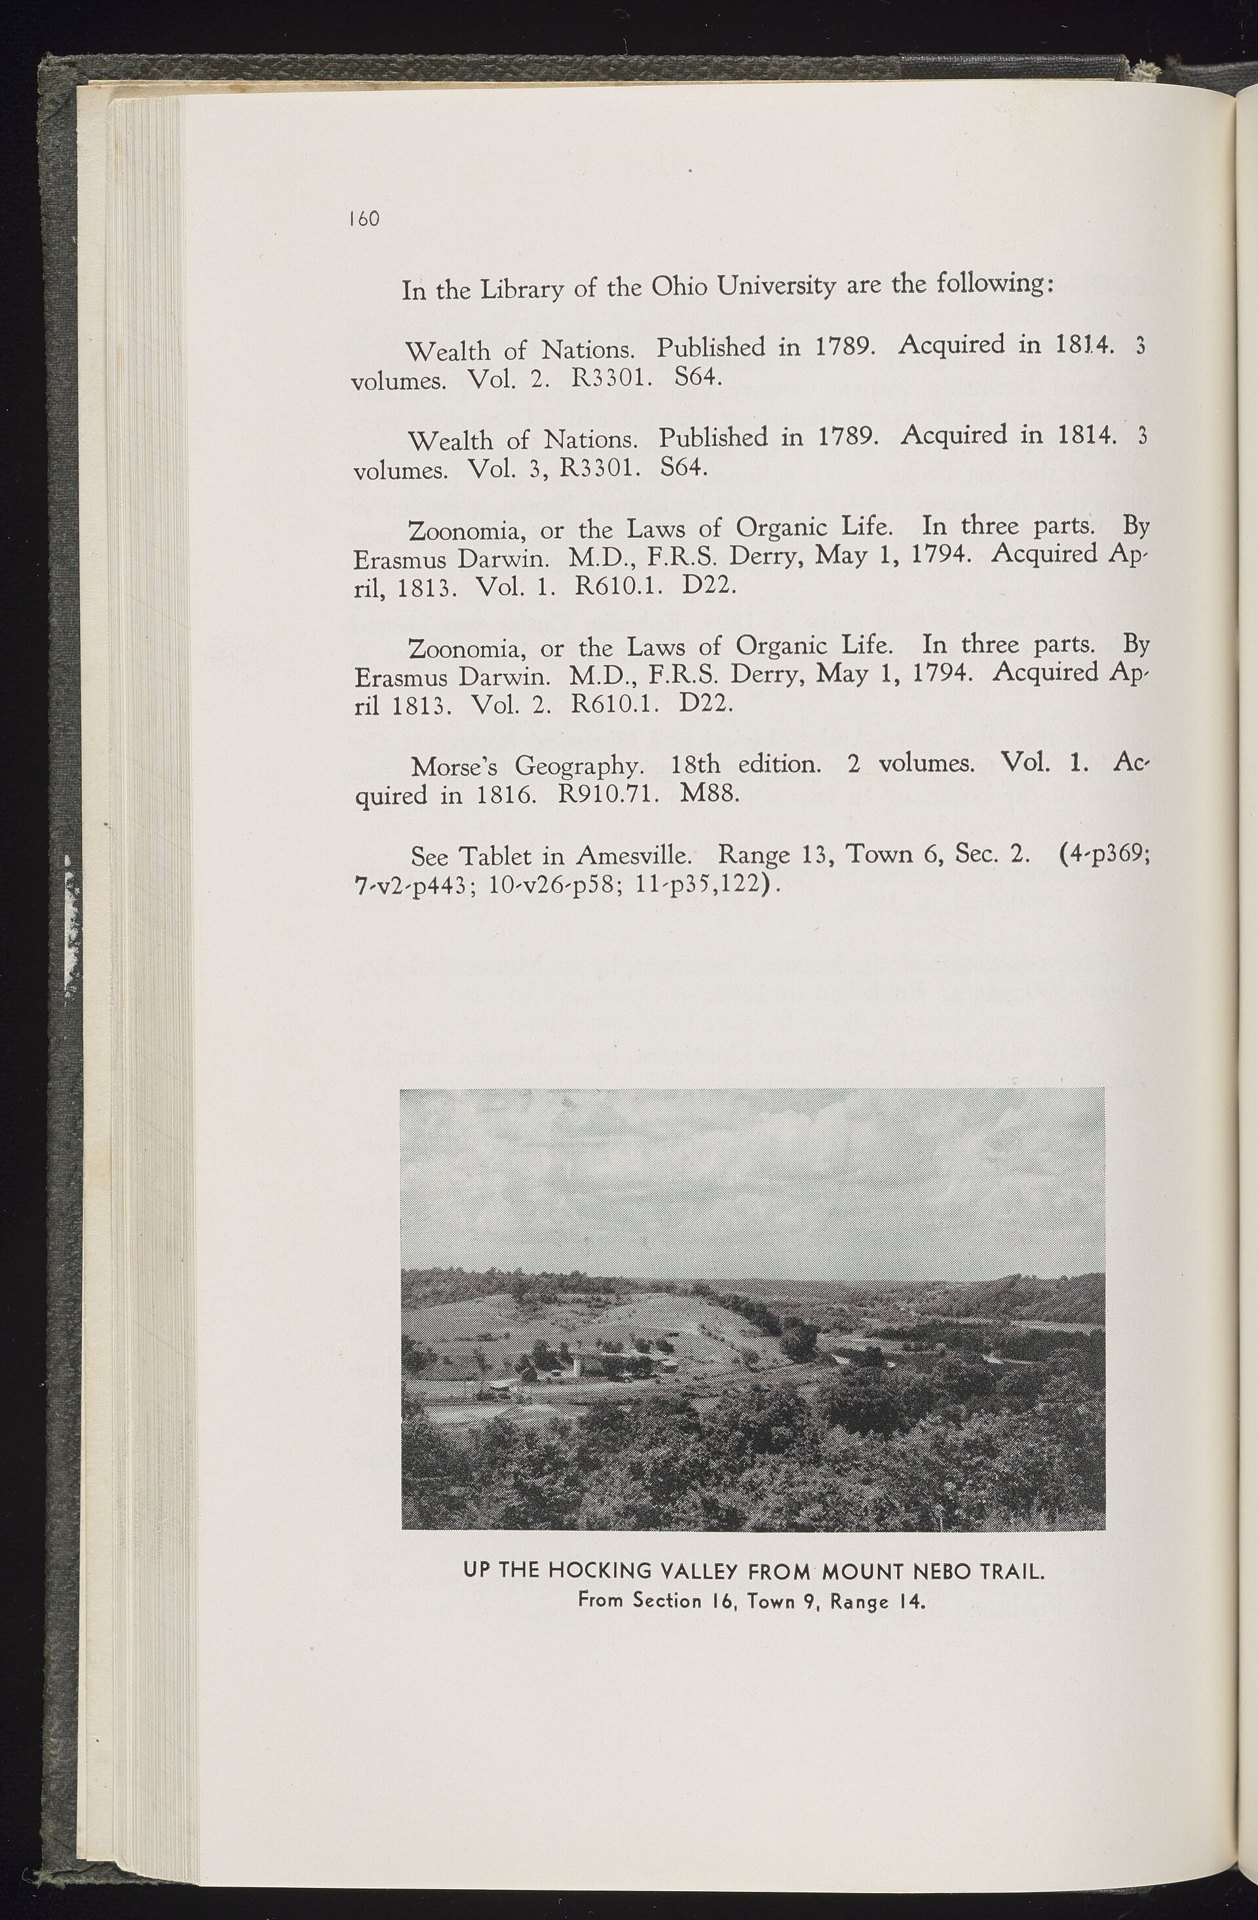 160
In the Library of the Ohio University are the following:
Wealth of Nations. Published in 1789. Acquired in 1814. 3
volumes. Vol. 2. R3301. S64.
Wealth of Nations. Published in 1789. Acquired in 1814. 3
volumes. Vol. 3, R3301. S64.
Zoonomia, or the Laws of Organic Life. In three parts. By
Erasmus Darwin. M.D., F.R.S. Derry, May 1, 1794. Acquired Ap-
ril, 1813. Vol. 1. R610.1. D22.
Zoonomia, or the Laws of Organic Life. In three parts. By
Erasmus Darwin. M.D., F.R.S. Derry, May 1, 1794. Acquired Ap-
ril 1813. Vol. 2. R610.1. D22.
Morse's Geography. 18th edition. 2 volumes. Vol. 1. Ac-
quired in 1816. R910.71. M88.
See Tablet in Amesville. Range 13, Town 6, Sec. 2. (4-p369;
7-v2-p443; 10-v26-p58; 11-p35,122).
UP THE HOCKING VALLEY FROM MOUNT NEBO TRAIL.
From Section 16, Town 9, Range 14.